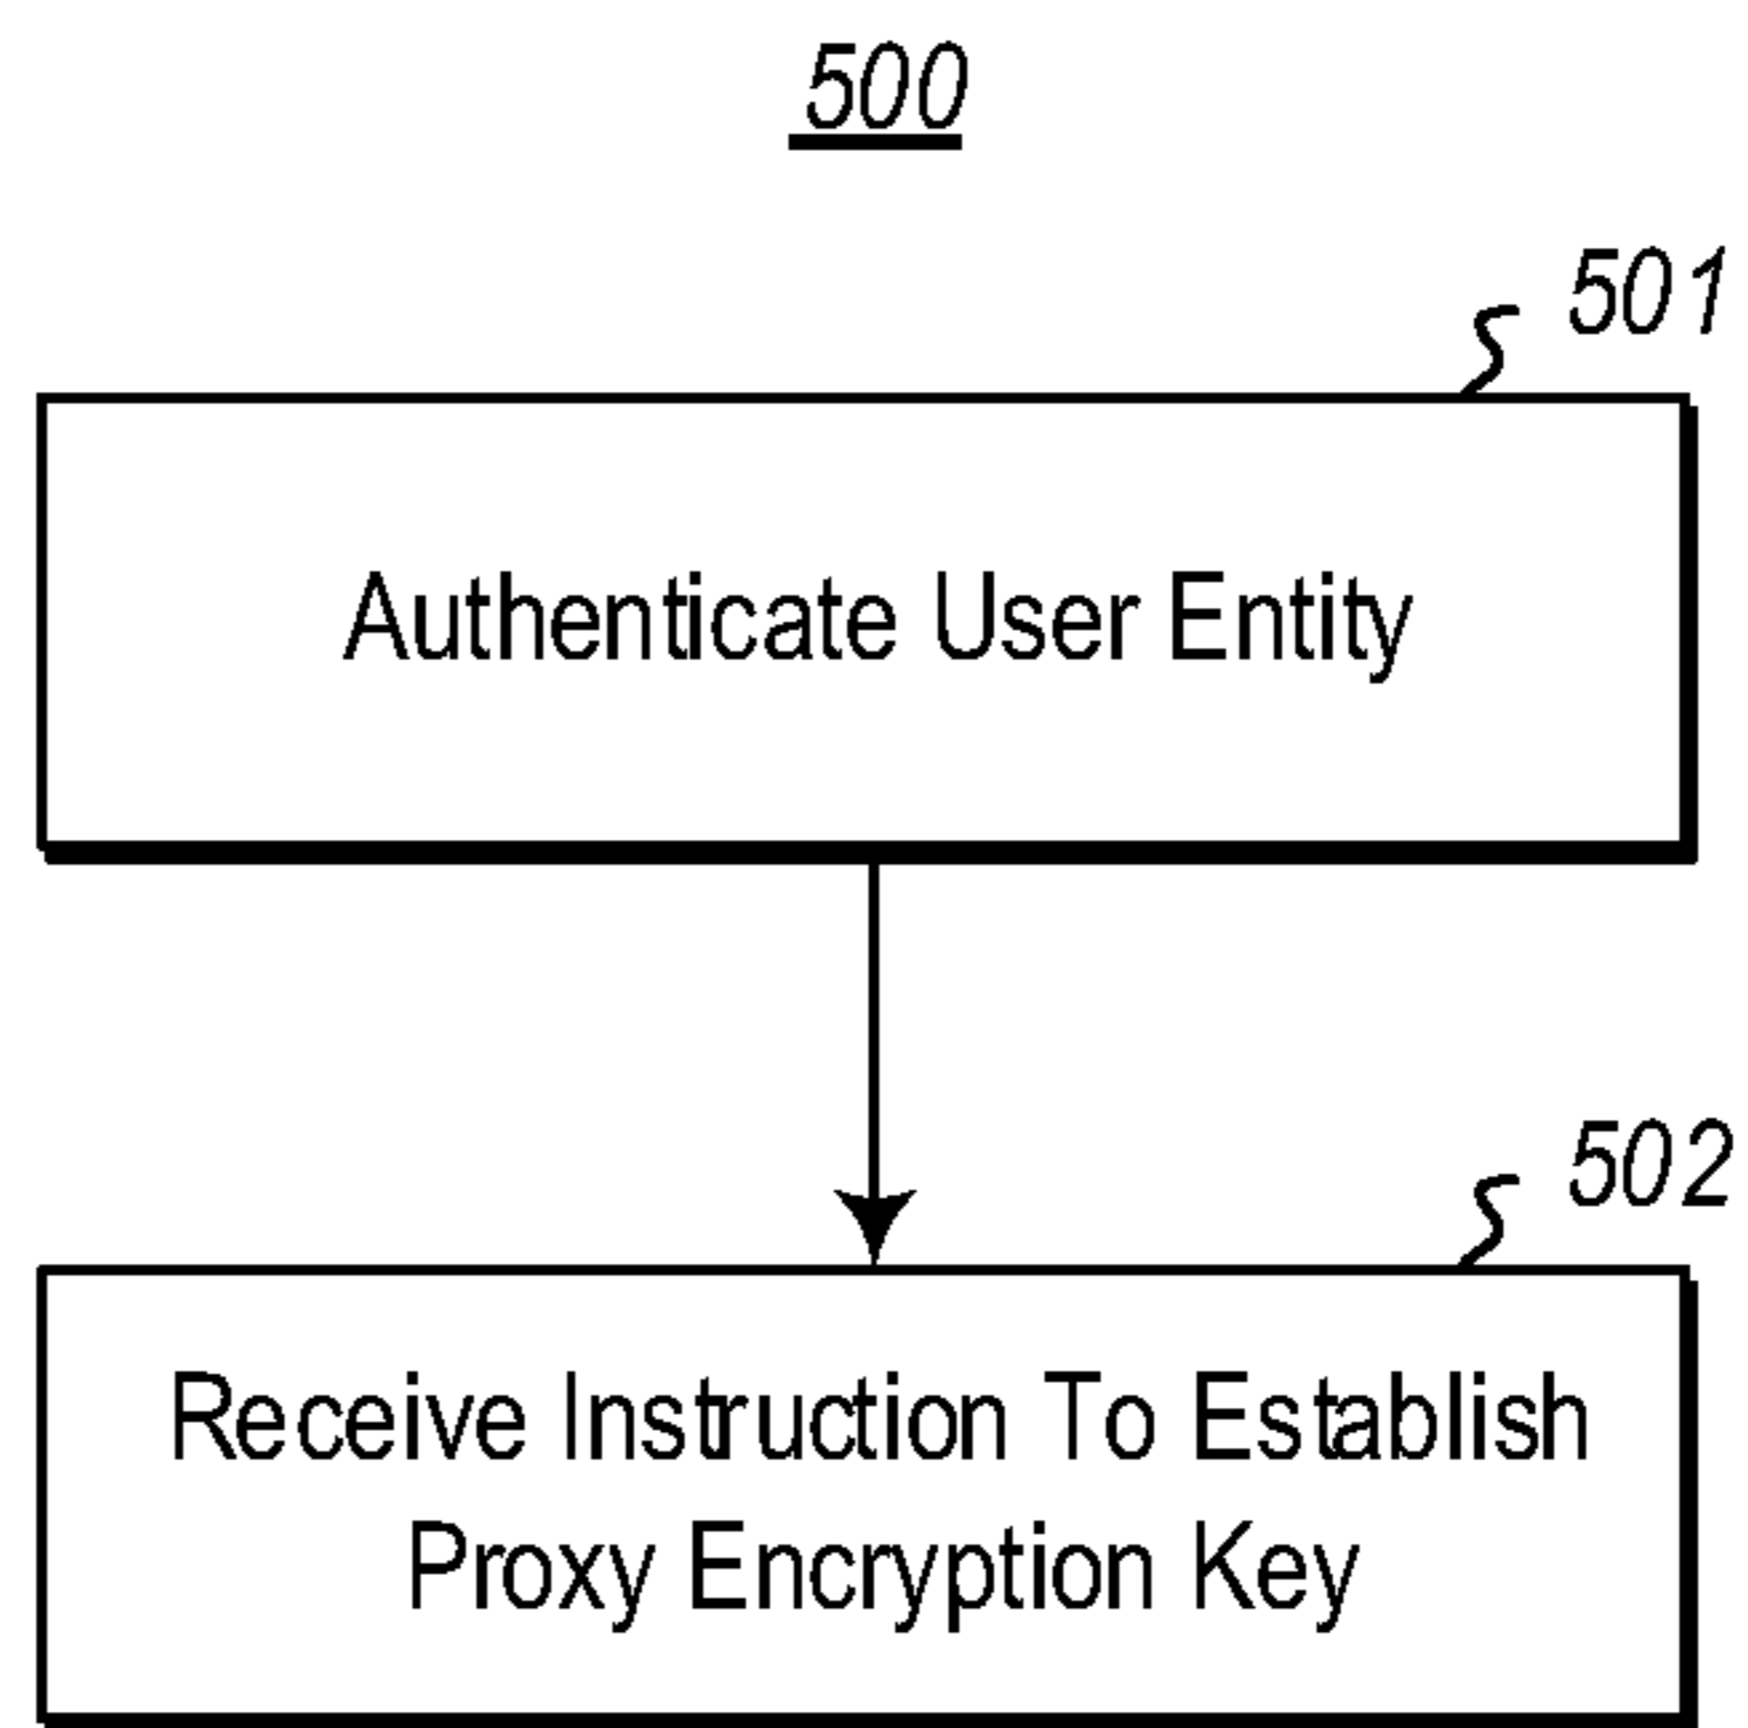 500
501
Authenticate User Entity
502
Receive Instruction To Establish
Proxy Encryption Key